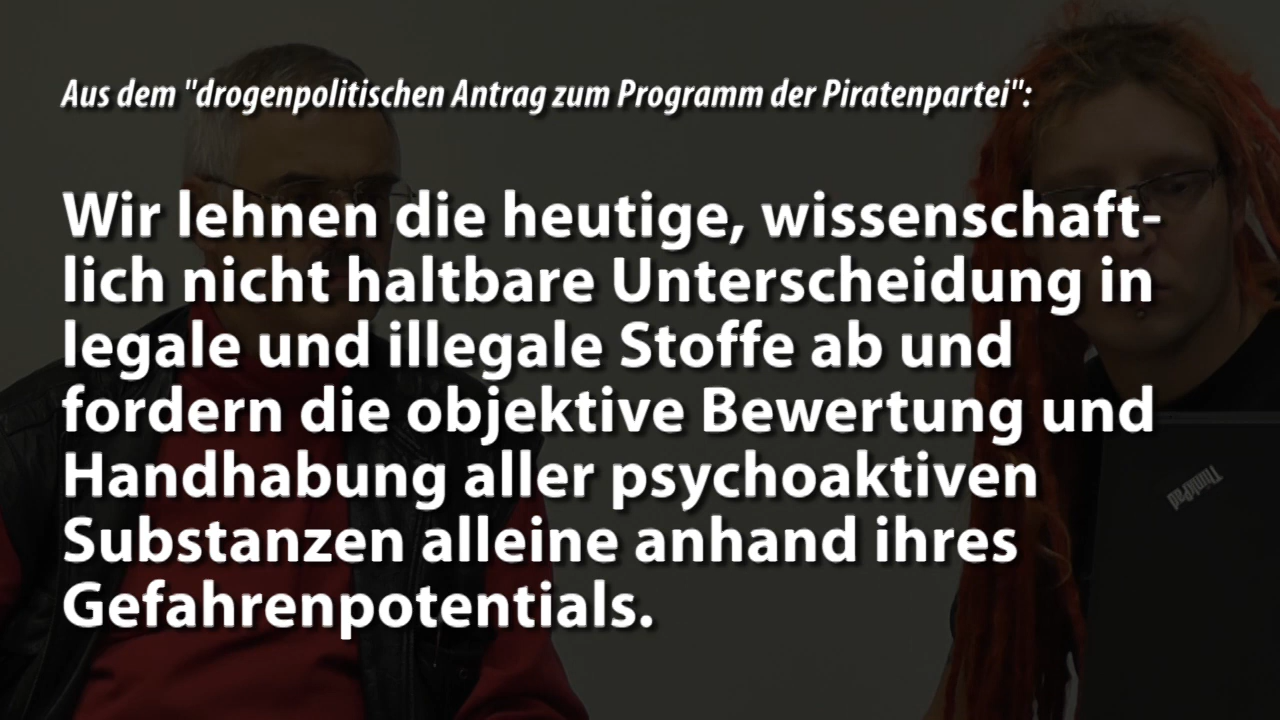 Aus dem "drogenpolitischen Antrag zum Programm der Piratenpartei":
Wir lehnen die heutige, wissenschaft-
lich nicht haltbare Unterscheidung in
legale und illegale Stoffe ab und
fordern die objektive Bewertung und
Handhabung aller psychoaktiven
Substanzen alleine anhand ihres
Gefahrenpotentials.
ThinkPad